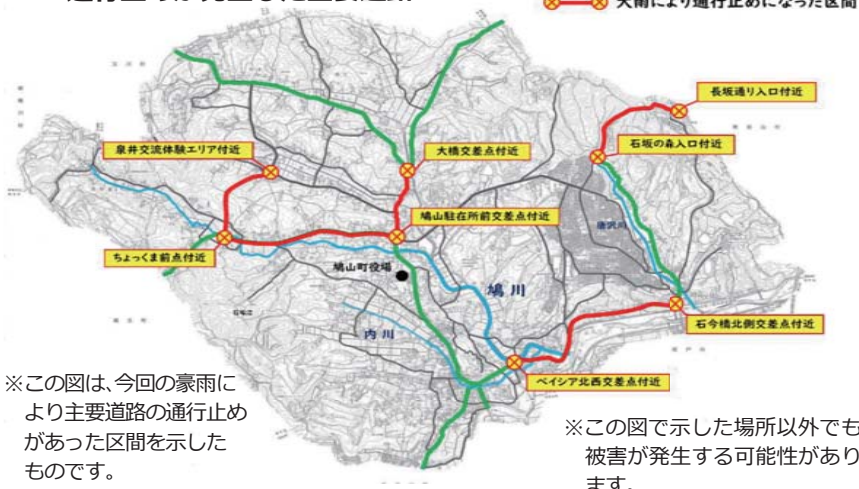 大雨により通行止めになった区間
長坂通り入口付近
石坂の森入口付近
泉井交流体験エリア付近
大橋交差点付近
鳩山駐在所前交差点付近
ちょっくま前点付近
鳩山町役場
鳩川
内川
石今橋北側交差点付近
ベイシア北西交差点付近
※この図は、今回の豪雨に
より主要道路の通行止め
があった区間を示した
ものです。
※この図で示した場所以外でも
被害が発生する可能性があり
ます。